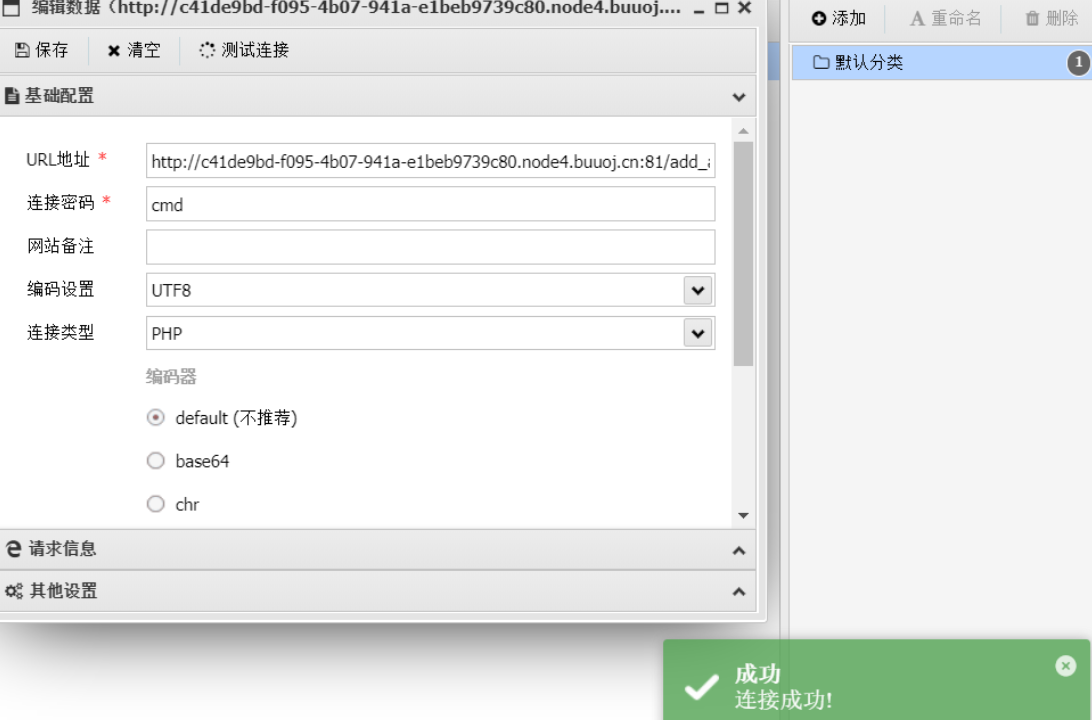 编辑数据（http://c41de9bd-f095-4b07-941a-e1beb9739c80.node4.buuoj....
保存 清空 测试连接
添加 重命名 删除
基础配置
默认分类 1
URL地址 * http://c41de9bd-f095-4b07-941a-e1beb9739c80.node4.buuoj.cn:81/add_
连接密码 * cmd
网站备注
编码设置 UTF8
连接类型 PHP
编码器
default (不推荐)
base64
chr
请求信息
其他设置
成功
连接成功!